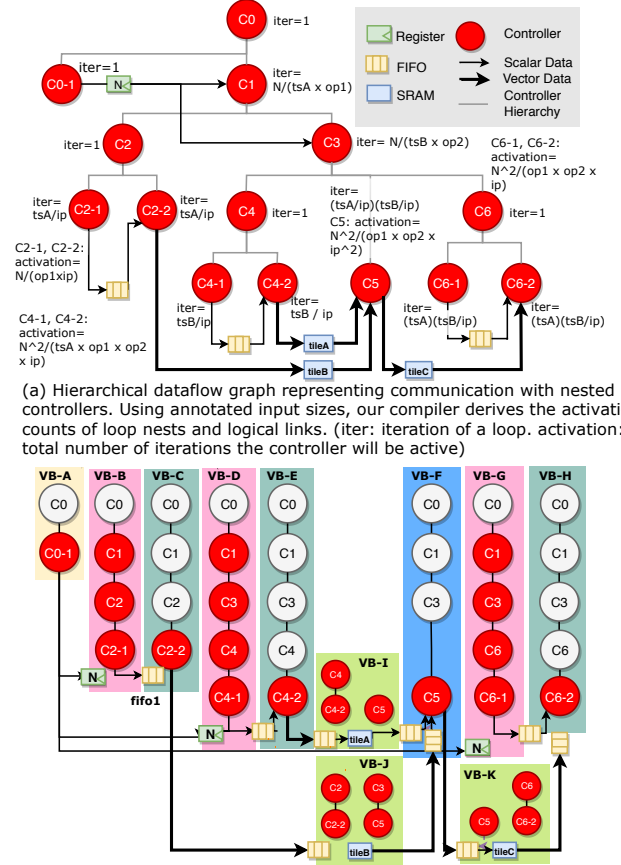 C0
iter=1
Register
Controller
FIFO
Scalar Data
Vector Data
SRAM
Controller
Hierarchy
iter=1
C0-1
N
C1
iter=
N/(tsA x op1)
iter=1
C2
C3
iter= N/(tsB x op2)
C6-1, C6-2:
activation=
N^2/(op1 x op2 x
ip)
iter=
tsA/ip
C2-1
C2-2
iter=
tsA/ip
C4
iter=1
iter=
(tsA/ip)(tsB/ip)
C5: activation=
N^2/(op1 x op2 x
ip^2)
C6
iter=1
C2-1, C2-2:
activation=
N/(op1xip)
C4-1
C4-2
C5
C6-1
C6-2
iter=
tsB/ip
iter=
tsB / ip
iter=
(tsA)(tsB/ip)
iter=
(tsA)(tsB/ip)
C4-1, C4-2:
activation=
N^2/(tsA x op1 x op2
x ip)
tileA
tileB
tileC
(a) Hierarchical dataflow graph representing communication with nested
controllers. Using annotated input sizes, our compiler derives the activati
counts of loop nests and logical links. (iter: iteration of a loop. activation:
total number of iterations the controller will be active)
VB-A
VB-B
VB-C
VB-D
VB-E
VB-F
VB-G
VB-H
C0
C0
C0
C0
C0
C0
C0
C0
C0-1
C1
C1
C1
C1
C1
C1
C1
C2
C2
C3
C3
C3
C3
C3
C2-1
C2-2
C4
C4
C6
C6
N
fifo1
VB-I
C4
C4-2
C5
C4-1
C4-2
C5
C6-1
C6-2
N
tileA
N
VB-J
C2
C3
C2-2
C5
tileB
VB-K
C6
C5
C6-2
tileC